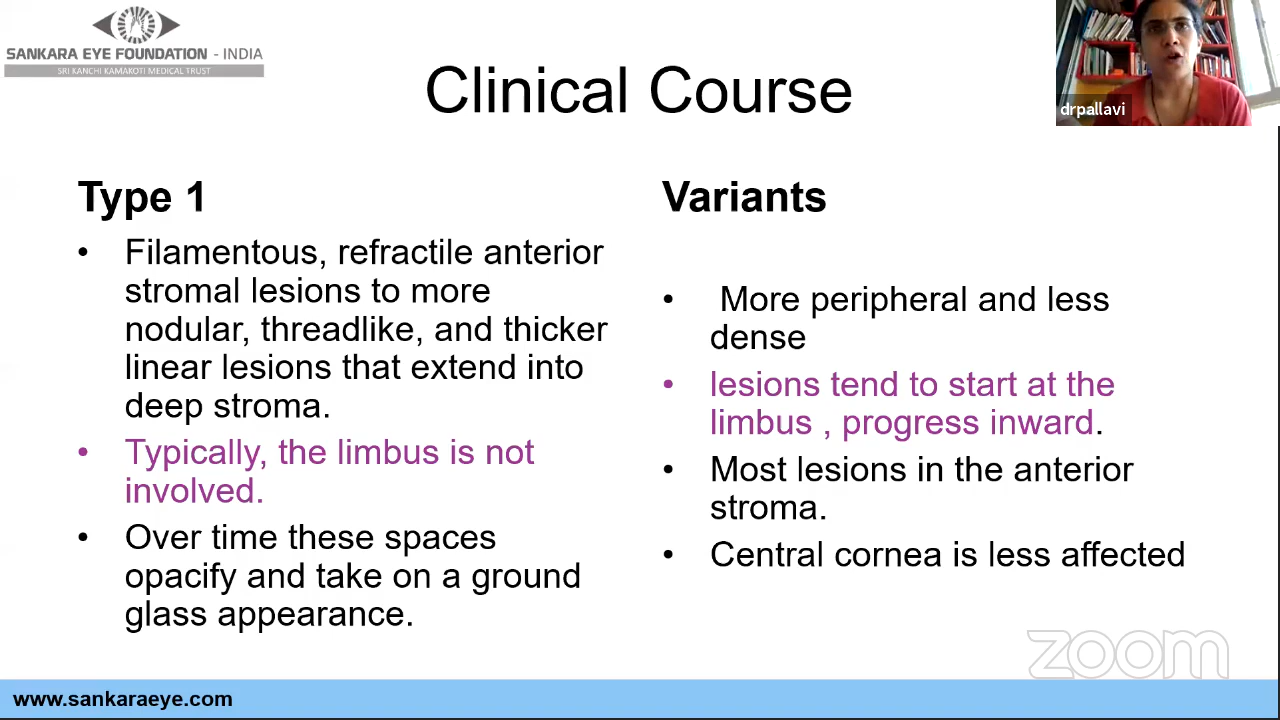 SANKARA EYE FOUNDATION - INDIA
SRI KANCHI KAMAKOTI MEDICAL TRUST
drpallavi
Clinical Course
Type 1
• Filamentous, refractile anterior
stromal lesions to more
nodular, threadlike, and thicker
linear lesions that extend into
deep stroma.
• Typically, the limbus is not
involved.
• Over time these spaces
opacify and take on a ground
glass appearance.
Variants
• More peripheral and less
dense
• lesions tend to start at the
limbus , progress inward.
• Most lesions in the anterior
stroma.
• Central cornea is less affected
zoom
www.sankaraeye.com